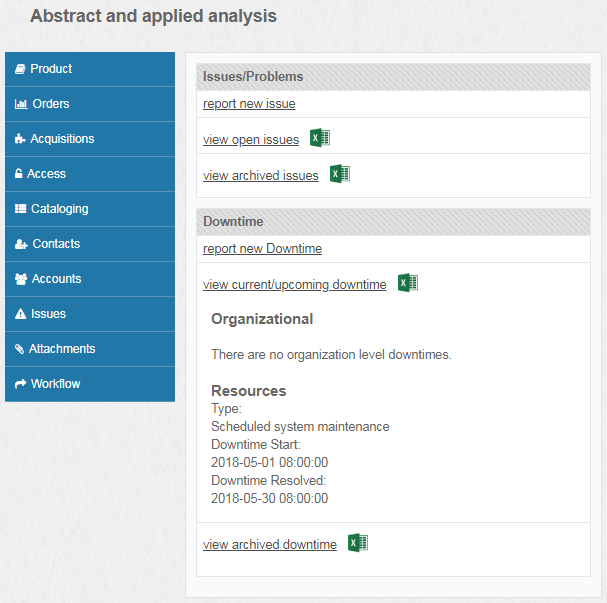 Abstract and applied analysis
Product
Orders
Acquisitions
Access
Cataloging
Contacts
Accounts
Issues
Attachments
Workflow
Issues/Problems
report new issue
view open issues
view archived issues
Downtime
report new Downtime
view current/upcoming downtime
Organizational
There are no organization level downtimes.
Resources
Type:
Scheduled system maintenance
Downtime Start:
2018-05-01 08:00:00
Downtime Resolved:
2018-05-30 08:00:00
view archived downtime